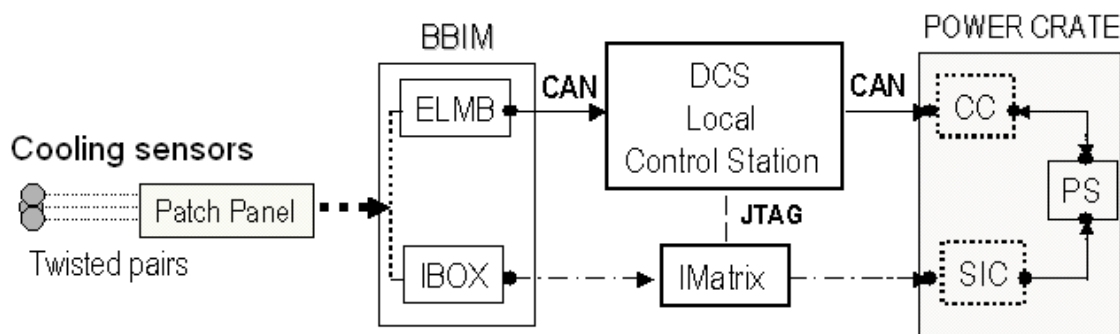 POWER CRATE
BBIM
ELMB
CAN
DCS
Local
Control Station
CAN
CC
Cooling sensors
Patch Panel
PS
Twisted pairs
JTAG
IBOX
IMatrix
SIC